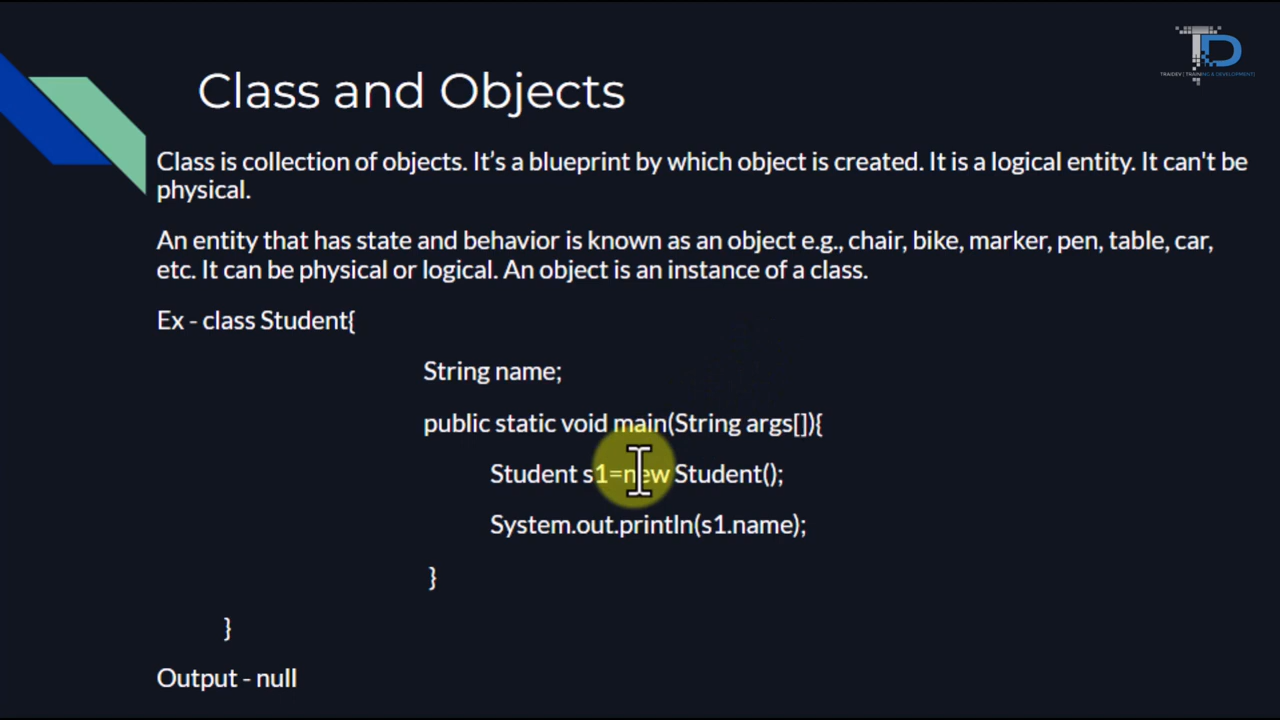 TD
TRAIDEV | TRAINING & DEVELOPMENT|
Class and Objects
Class is collection of objects. It’s a blueprint by which object is created. It is a logical entity. It can't be
physical.
An entity that has state and behavior is known as an object e.g., chair, bike, marker, pen, table, car,
etc. It can be physical or logical. An object is an instance of a class.
Ex - class Student{
String name;
public static void main(String args[]){
Student s1=new Student();
System.out.println(s1.name);
}
}
Output - null